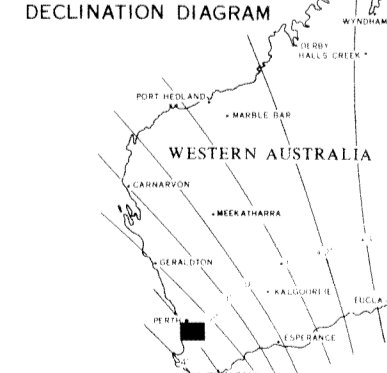 DECLINATION DIAGRAM
WYNDHAM
DERBY
HALLS CREEK
PORT HEDLAND
MARBLE BAR
WESTERN AUSTRALIA
CARNARVON
MEEKATHARRA
GERALDTON
KALGOORLIE
EUCLA
PERTH
ESPERANCE
4°